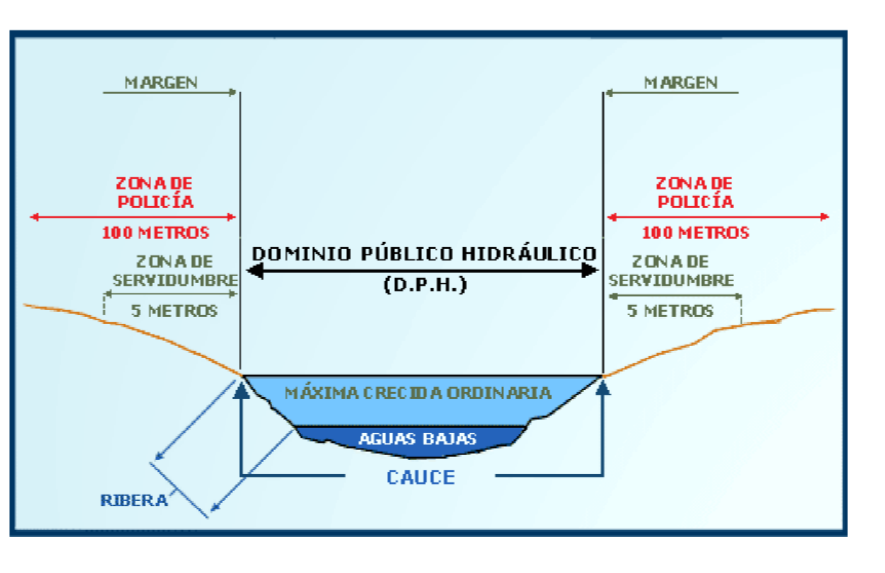 MARGEN
MARGEN
ZONA DE
POLICÍA
100 METROS
ZONA DE
POLICÍA
100 METROS
DOMINIO PÚBLICO HIDRÁULICO
(D.P.H.)
ZONA DE
SERVIDUMBRE
5 METROS
ZONA DE
SERVIDUMBRE
5 METROS
MÁXIMA CRECIDA ORDINARIA
AGUAS BAJAS
CAUCE
RIBERA